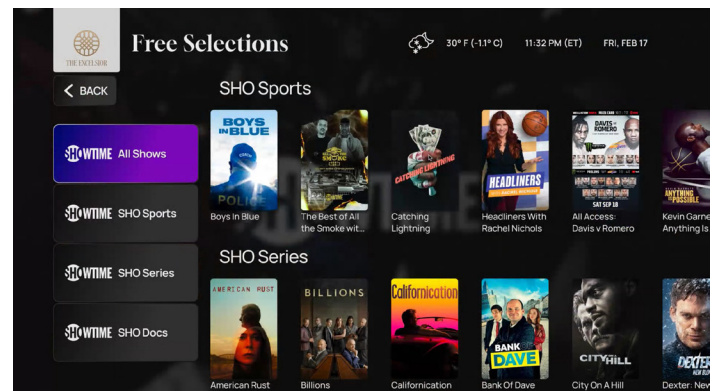 THE EXCELSIOR
Free Selections
30° F (-1.1° C)
11:32 PM (ET)
FRI, FEB 17
BACK
SHO Sports
SHOWTIME All Shows
SHOWTIME SHO Sports
SHOWTIME SHO Series
SHOWTIME SHO Docs
BOYS
IN BLUE
POLICE
Boys In Blue
SMOKE
The Best of All
the Smoke wit...
CATCHING LIGHTNING
Catching
Lightning
HEADLINERS
Headliners With
Rachel Nichols
DAVIS
ROMERO
SAT SEP 18
All Access:
Davis v Romero
ANYTHING
IS POSSIBLE
Kevin Garne
Anything Is
SHO Series
AMERICAN RUST
American Rust
BILLIONS
Billions
Californication
Californication
BANK
OF
DAVE
Bank Of Dave
CITY ON A HILL
City On A Hill
DEXTER
NEW BLO
Dexter: New